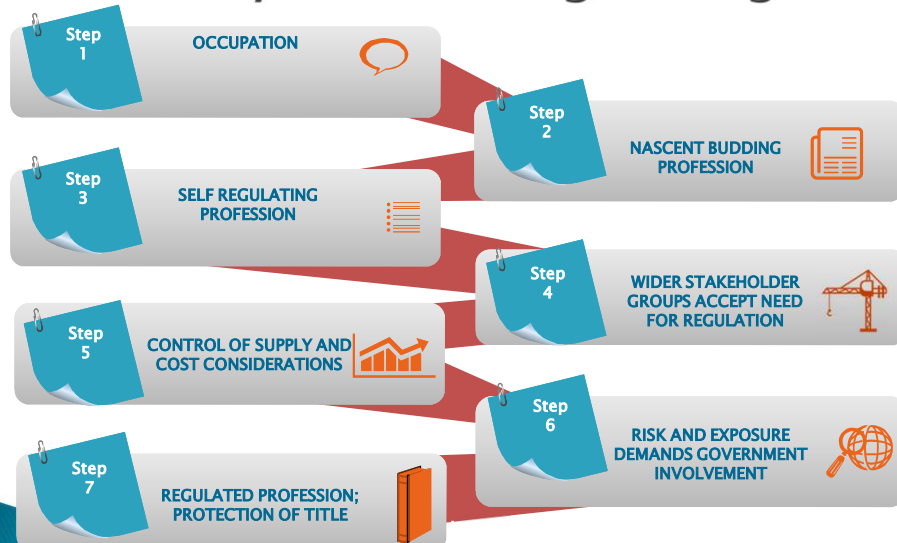 Step
1
OCCUPATION
Step
2
NASCENT BUDDING
PROFESSION
Step
3
SELF REGULATING
PROFESSION
Step
4
WIDER STAKEHOLDER
GROUPS ACCEPT NEED
FOR REGULATION
Step
5
CONTROL OF SUPPLY AND
COST CONSIDERATIONS
Step
6
RISK AND EXPOSURE
DEMANDS GOVERNMENT
INVOLVEMENT
Step
7
REGULATED PROFESSION;
PROTECTION OF TITLE